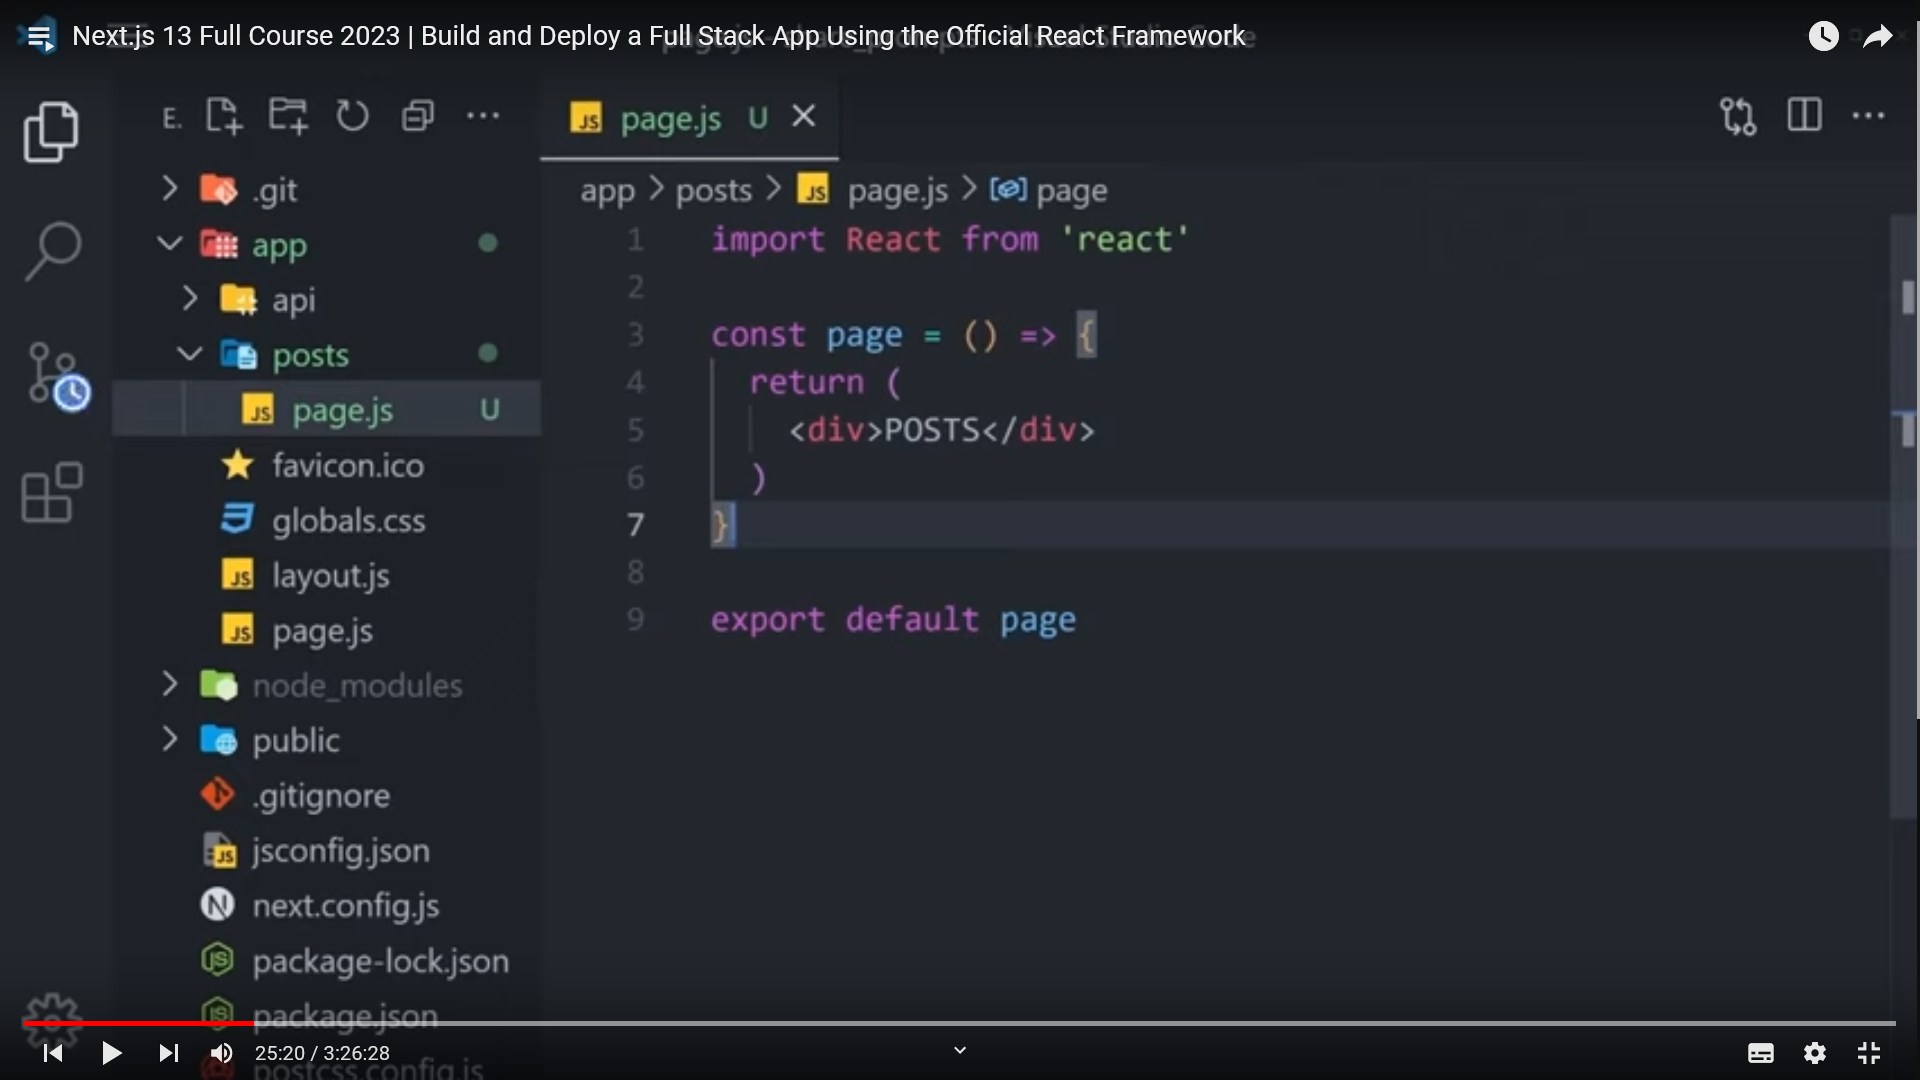 Next.js 13 Full Course 2023 | Build and Deploy a Full Stack App Using the Official React Framework
E.
page.js U
.git
app > posts > page.js > page
app
api
posts
page.js U
favicon.ico
globals.css
layout.js
page.js
node_modules
public
.gitignore
jsconfig.json
next.config.js
package-lock.json
package.json
postcss.config.js
1 import React from 'react'
2
3 const page = () => {
4 return (
5 <div>POSTS</div>
6 )
7 }
8
9 export default page
25:20 / 3:26:28